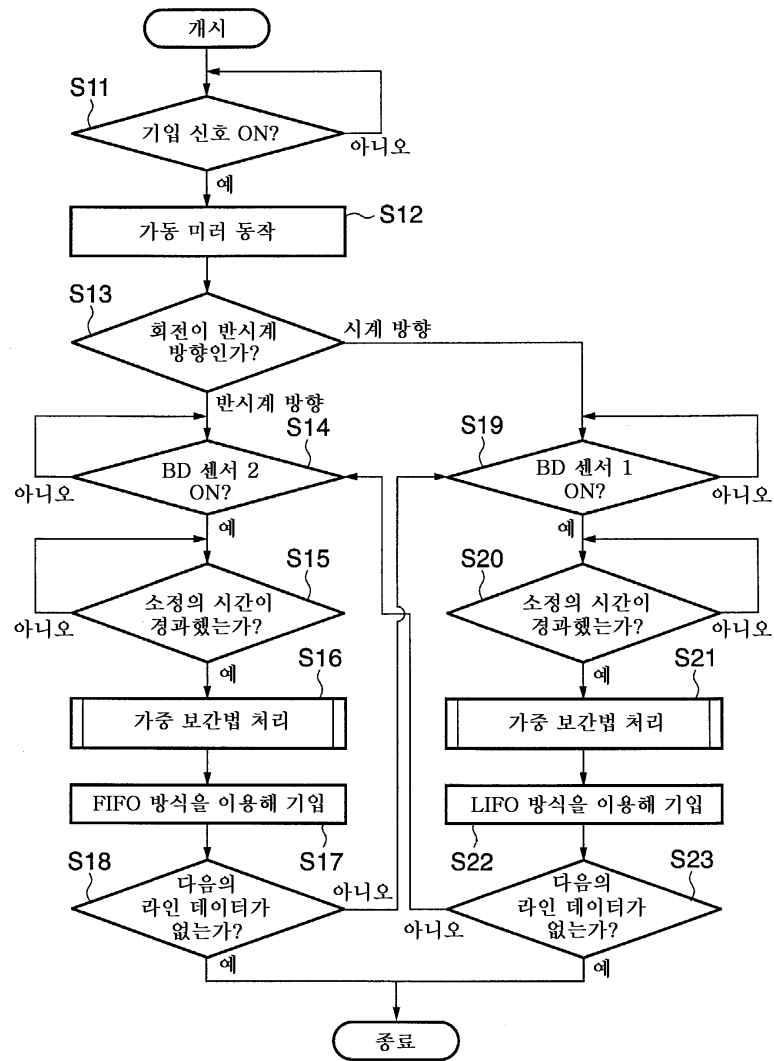 개시
S11
기입 신호 ON?
아니오
예
S12
가동 미러 동작
S13
회전이 반시계
방향인가?
시계 방향
반시계 방향
S14
BD 센서 2
ON?
아니오
예
S19
BD 센서 1
ON?
아니오
예
S15
소정의 시간이
경과했는가?
아니오
예
S20
소정의 시간이
경과했는가?
아니오
예
S16
가중 보간법 처리
S21
가중 보간법 처리
FIFO 방식을 이용해 기입
S17
LIFO 방식을 이용해 기입
S22
S18
다음의
라인 데이터가
없는가?
아니오
예
S23
다음의
라인 데이터가
없는가?
아니오
예
종료